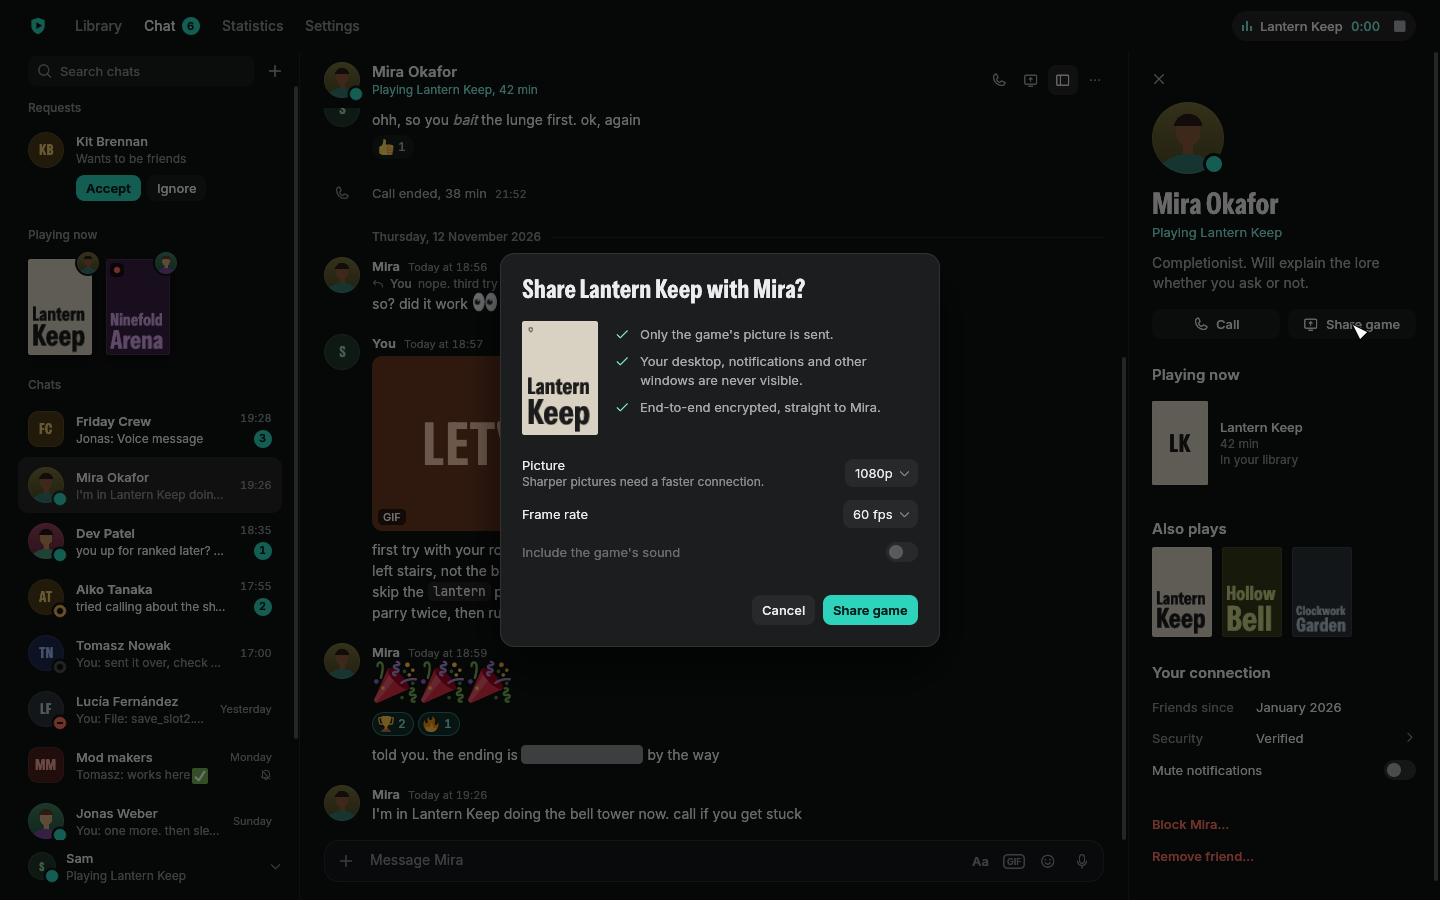 Library
Chat 6
Statistics
Settings
Lantern Keep 0:00
Search chats
Requests
KB
Kit Brennan
Wants to be friends
Accept
Ignore
Playing now
Lantern
Keep
Ninefold
Arena
Chats
FC
Friday Crew
19:28
Jonas: Voice message
3
Mira Okafor
I'm in Lantern Keep doin...
19:26
Dev Patel
18:35
you up for ranked later? ...
1
AT
Aiko Tanaka
17:55
tried calling about the sh...
2
TN
Tomasz Nowak
You: sent it over, check ...
17:00
LF
Lucía Fernández
You: File: save_slot2....
Yesterday
MM
Mod makers
Monday
Tomasz: works here
Jonas Weber
You: one more. then sle...
Sunday
S
Sam
Playing Lantern Keep
Mira Okafor
Playing Lantern Keep, 42 min
S
ohh, so you bait the lunge first. ok, again
1
Call ended, 38 min 21:52
Thursday, 12 November 2026
Mira Today at 18:56
You nope. third try
so? did it work
S
You Today at 18:57
LET'
GIF
first try with your
left stairs, not the
skip the lantern
parry twice, then
Mira Today at 18:59
2
1
told you. the ending is
by the way
Mira Today at 19:26
I'm in Lantern Keep doing the bell tower now. call if you get stuck
Message Mira
Aa
GIF
Share Lantern Keep with Mira?
Lantern
Keep
Only the game's picture is sent.
Your desktop, notifications and other
windows are never visible.
End-to-end encrypted, straight to Mira.
Picture
Sharper pictures need a faster connection.
1080p
Frame rate
60 fps
Include the game's sound
Cancel
Share game
Mira Okafor
Playing Lantern Keep
Completionist. Will explain the lore
whether you ask or not.
Call
Share game
Playing now
LK
Lantern Keep
42 min
In your library
Also plays
Lantern
Keep
Hollow
Bell
Clockwork
Garden
Your connection
Friends since
January 2026
Security
Verified
Mute notifications
Block Mira...
Remove friend...